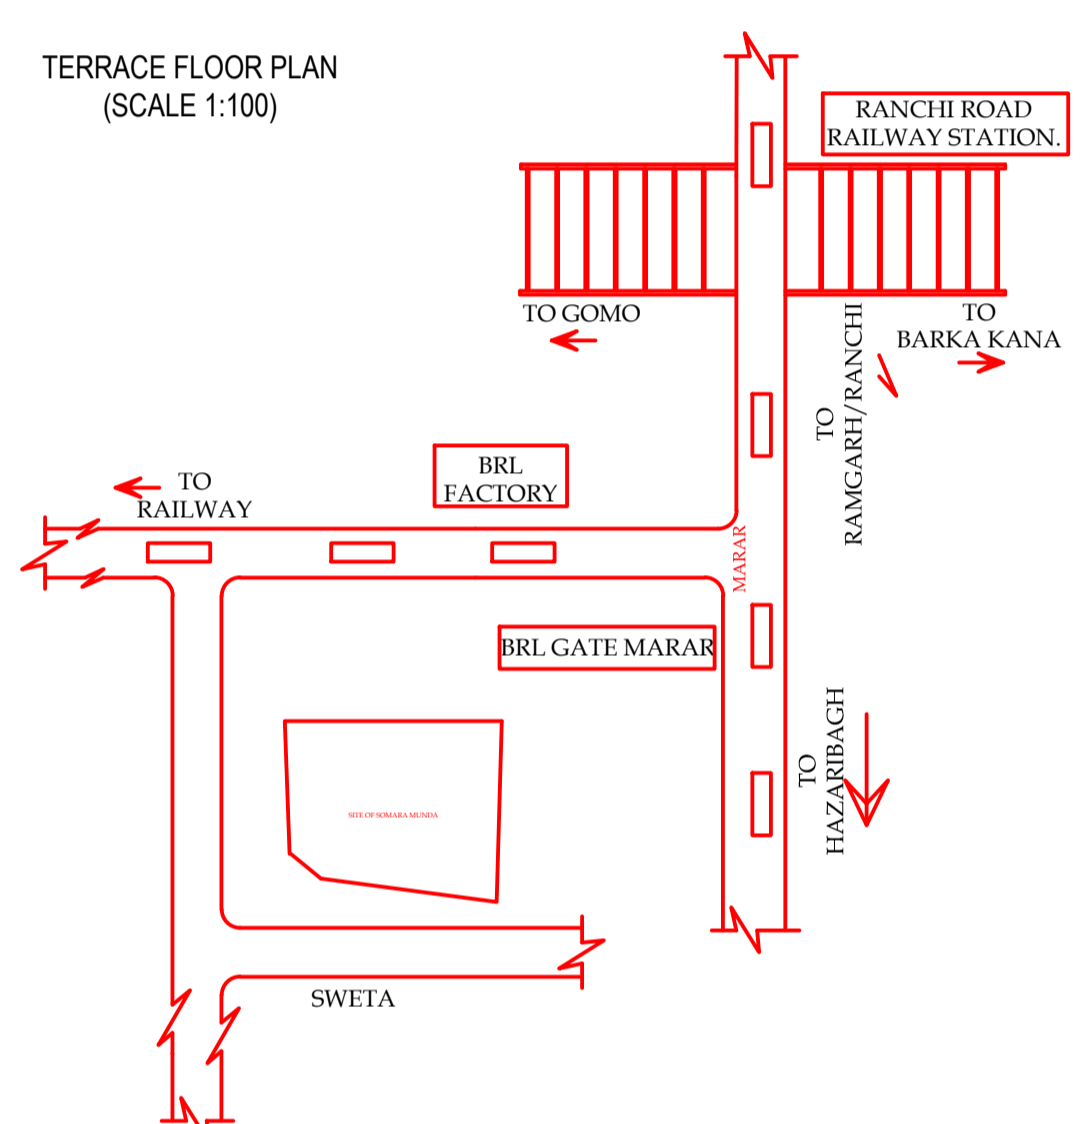 TERRACE FLOOR PLAN
(SCALE 1:100)
RANCHI ROAD
RAILWAY STATION.
TO GOMO
TO
BARKA KANA
TO
RAMGARH/RANCHI
BRL
FACTORY
TO
RAILWAY
MARAR
BRL GATE MARAR
TO
HAZARIBAGH
SITE OF SOMARA MUNDA
SWETA